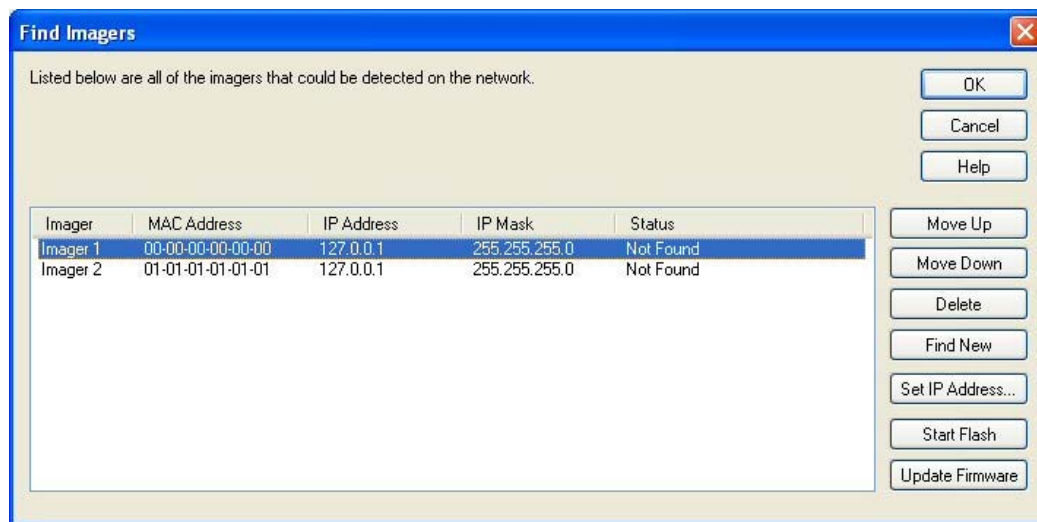 Find Imagers
Listed below are all of the imagers that could be detected on the network.
OK
Cancel
Help
Imager MAC Address IP Address IP Mask Status
Imager 1 00-00-00-00-00-00 127.0.0.1 255.255.255.0 Not Found
Imager 2 01-01-01-01-01-01 127.0.0.1 255.255.255.0 Not Found
Move Up
Move Down
Delete
Find New
Set IP Address...
Start Flash
Update Firmware